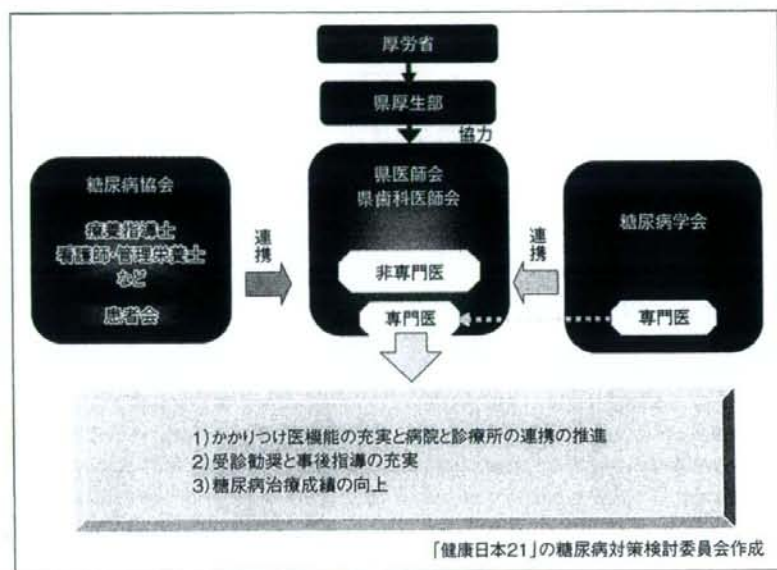 厚労省
県厚生部
協力
糖尿病協会
療養指導士
看護師・管理栄養士
など
患者会
連携
県医師会
県歯科医師会
非専門医
専門医
連携
糖尿病学会
専門医
1)かかりつけ医機能の充実と病院と診療所の連携の推進
2)受診勧奨と事後指導の充実
3)糖尿病治療成績の向上
「健康日本21」の糖尿病対策検討委員会作成